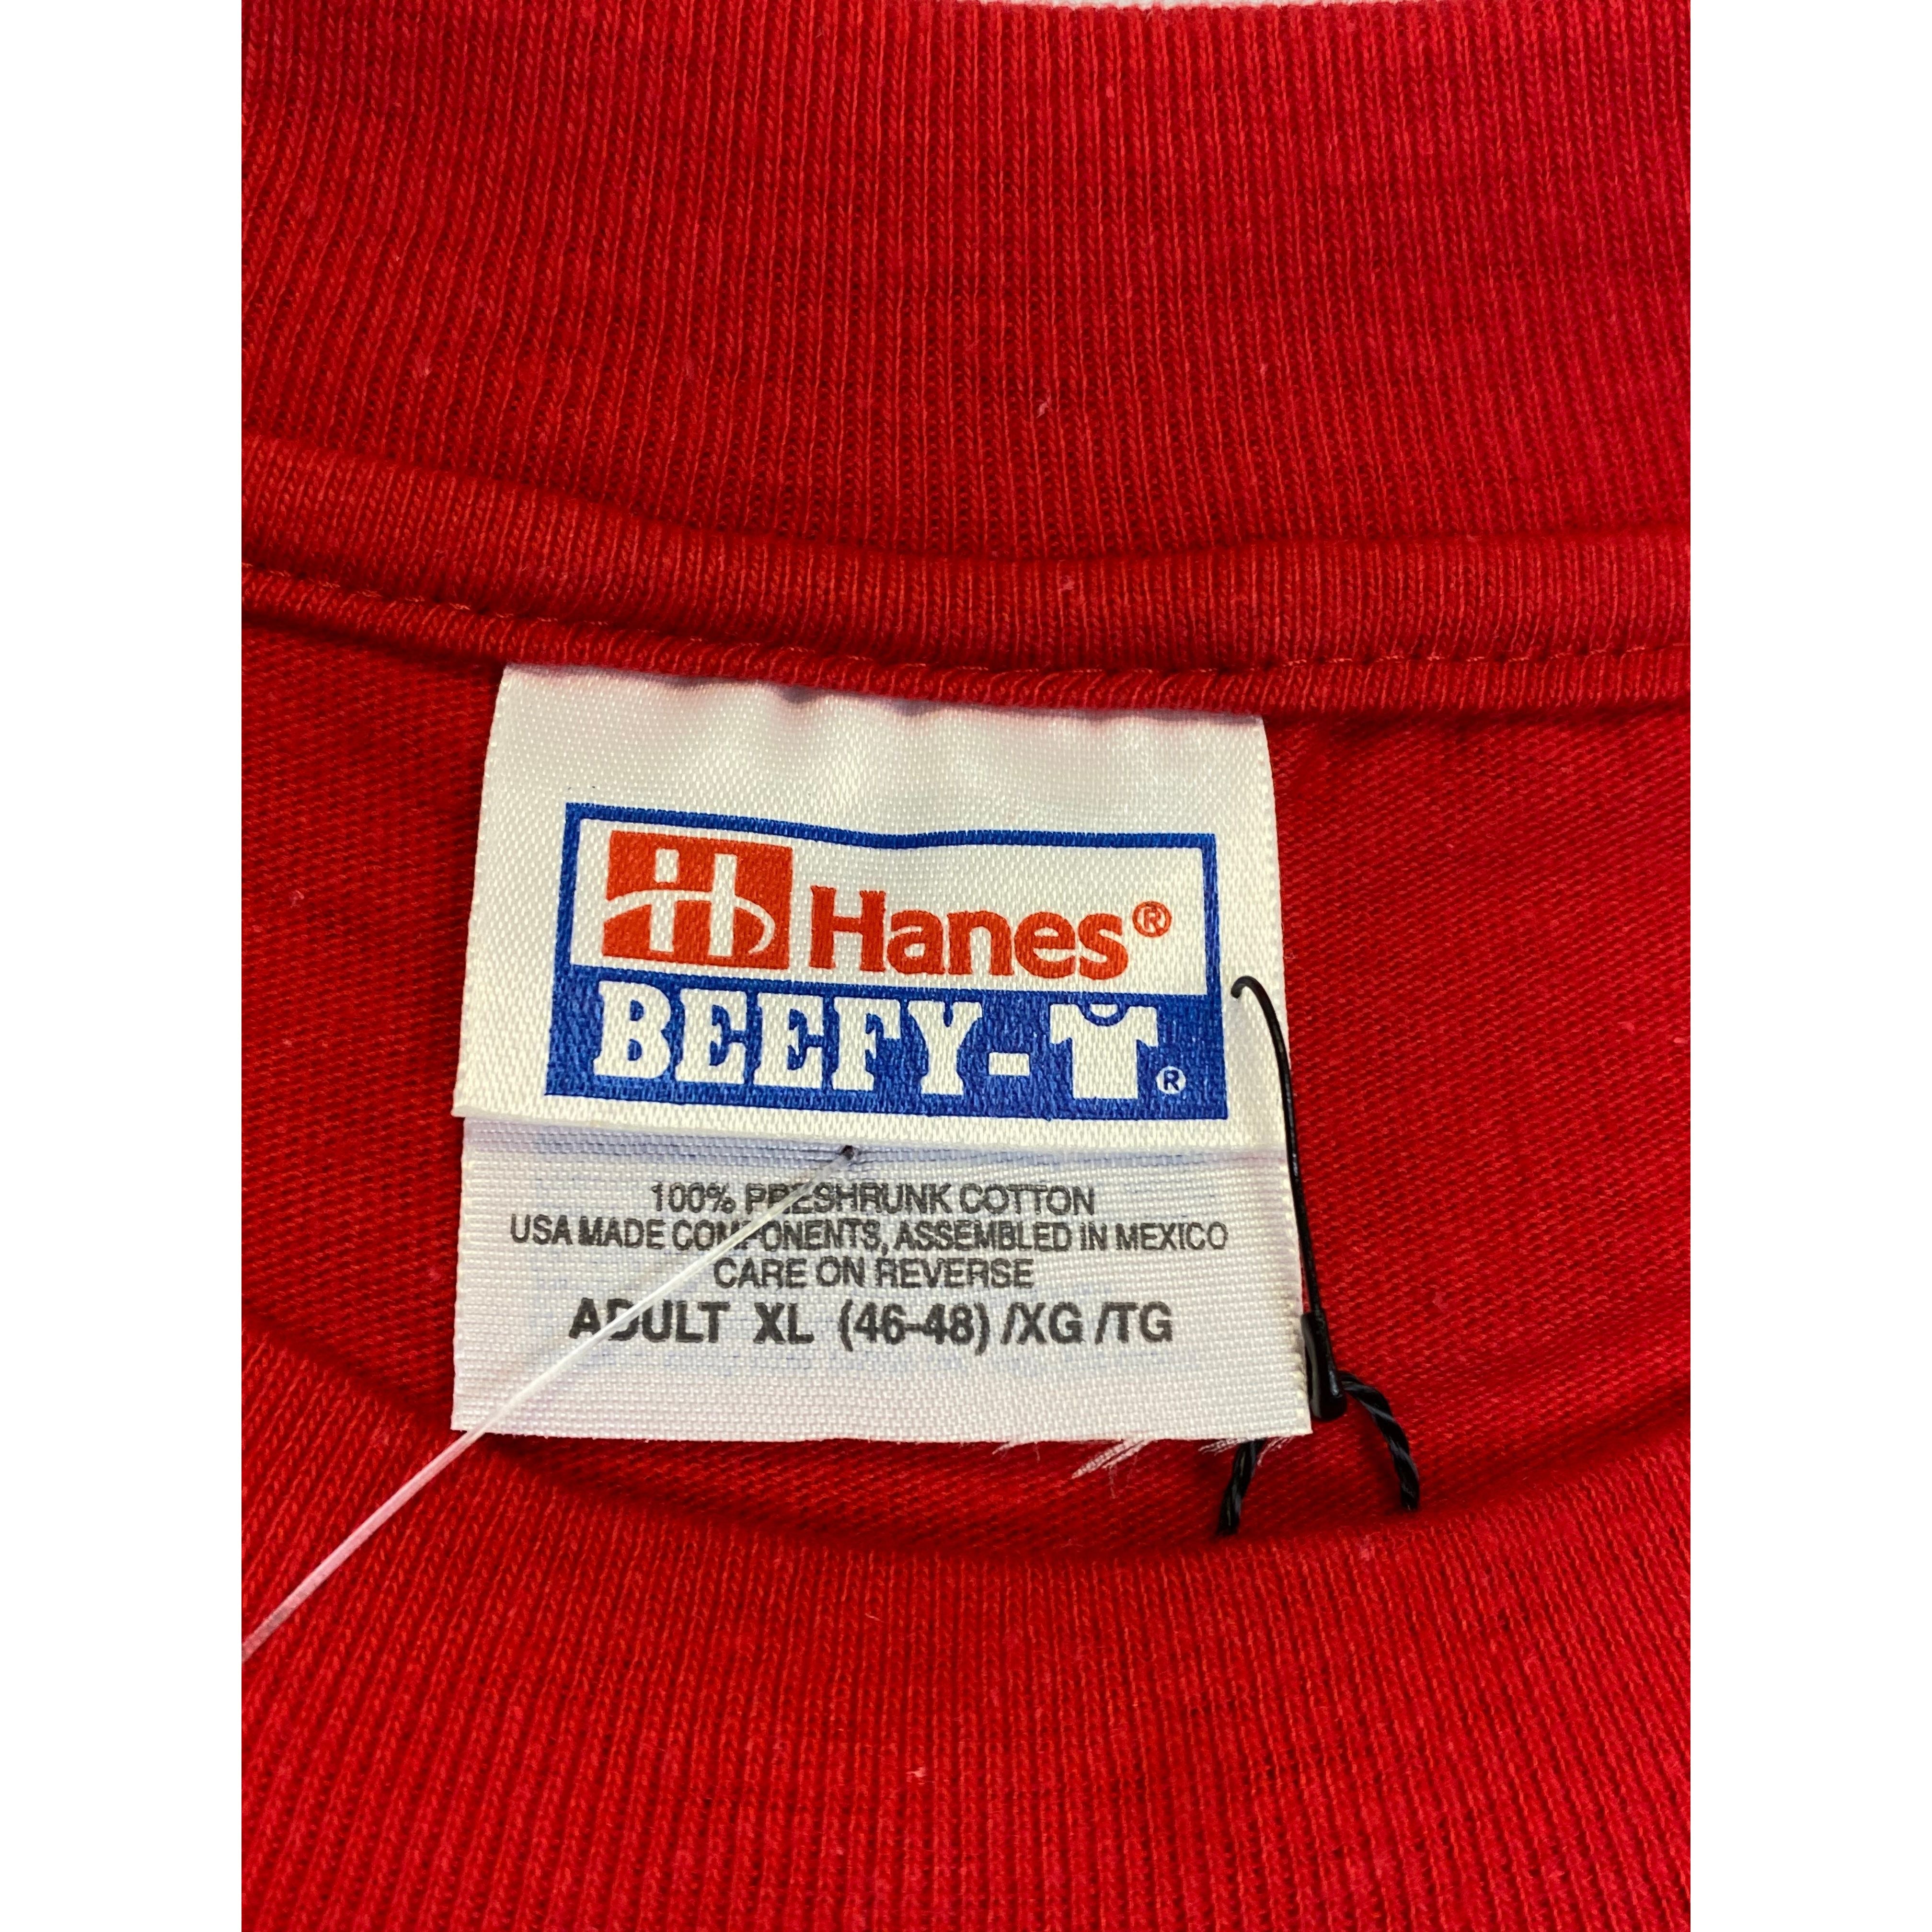 H Hanes®
BEEFY-T®
100% PRESHRUNK COTTON
USA MADE COMPONENTS, ASSEMBLED IN MEXICO
CARE ON REVERSE
ADULT XL (46-48) /XG /TG